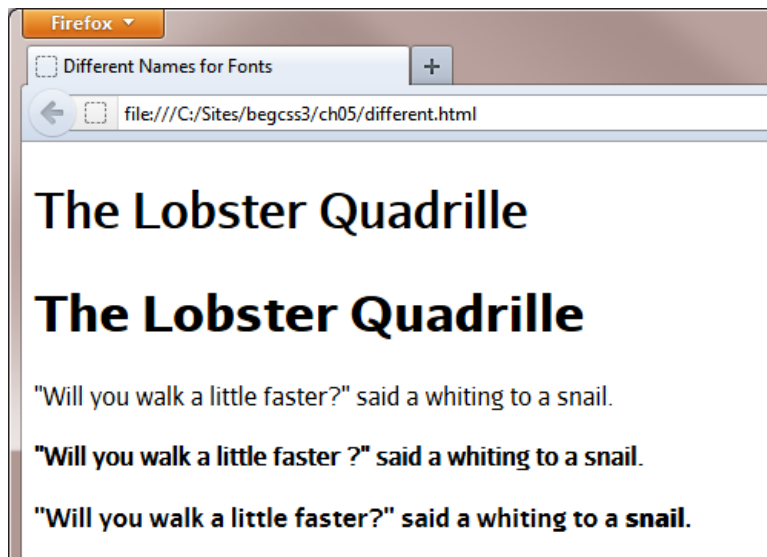 Firefox
Different Names for Fonts
file:///C:/Sites/begcss3/ch05/different.html
The Lobster Quadrille
The Lobster Quadrille
"Will you walk a little faster?" said a whiting to a snail.
"Will you walk a little faster ?" said a whiting to a snail.
"Will you walk a little faster?" said a whiting to a snail.